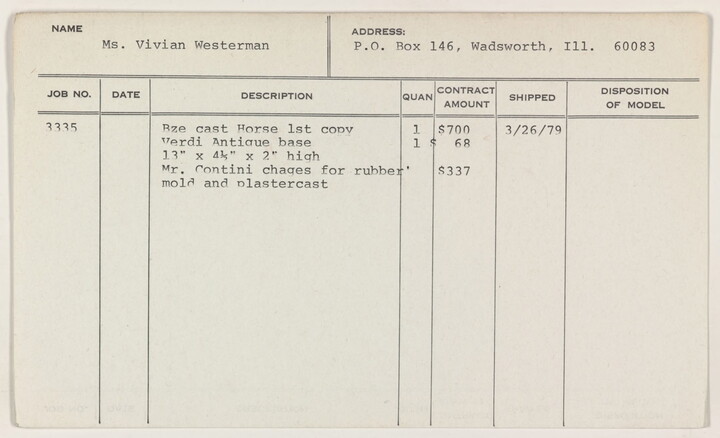 NAME
Ms. Vivian Westerman
ADDRESS:
P.O. Box 146, Wadsworth, Ill. 60083
JOB NO. DATE DESCRIPTION QUAN CONTRACT AMOUNT SHIPPED DISPOSITION OF MODEL
3335 Bze cast Horse 1st copy 1 $700 3/26/79
Verdi Antique base 1 $ 68
13" x 4½" x 2" high
Mr. Contini chages for rubber' $337
mold and plastercast